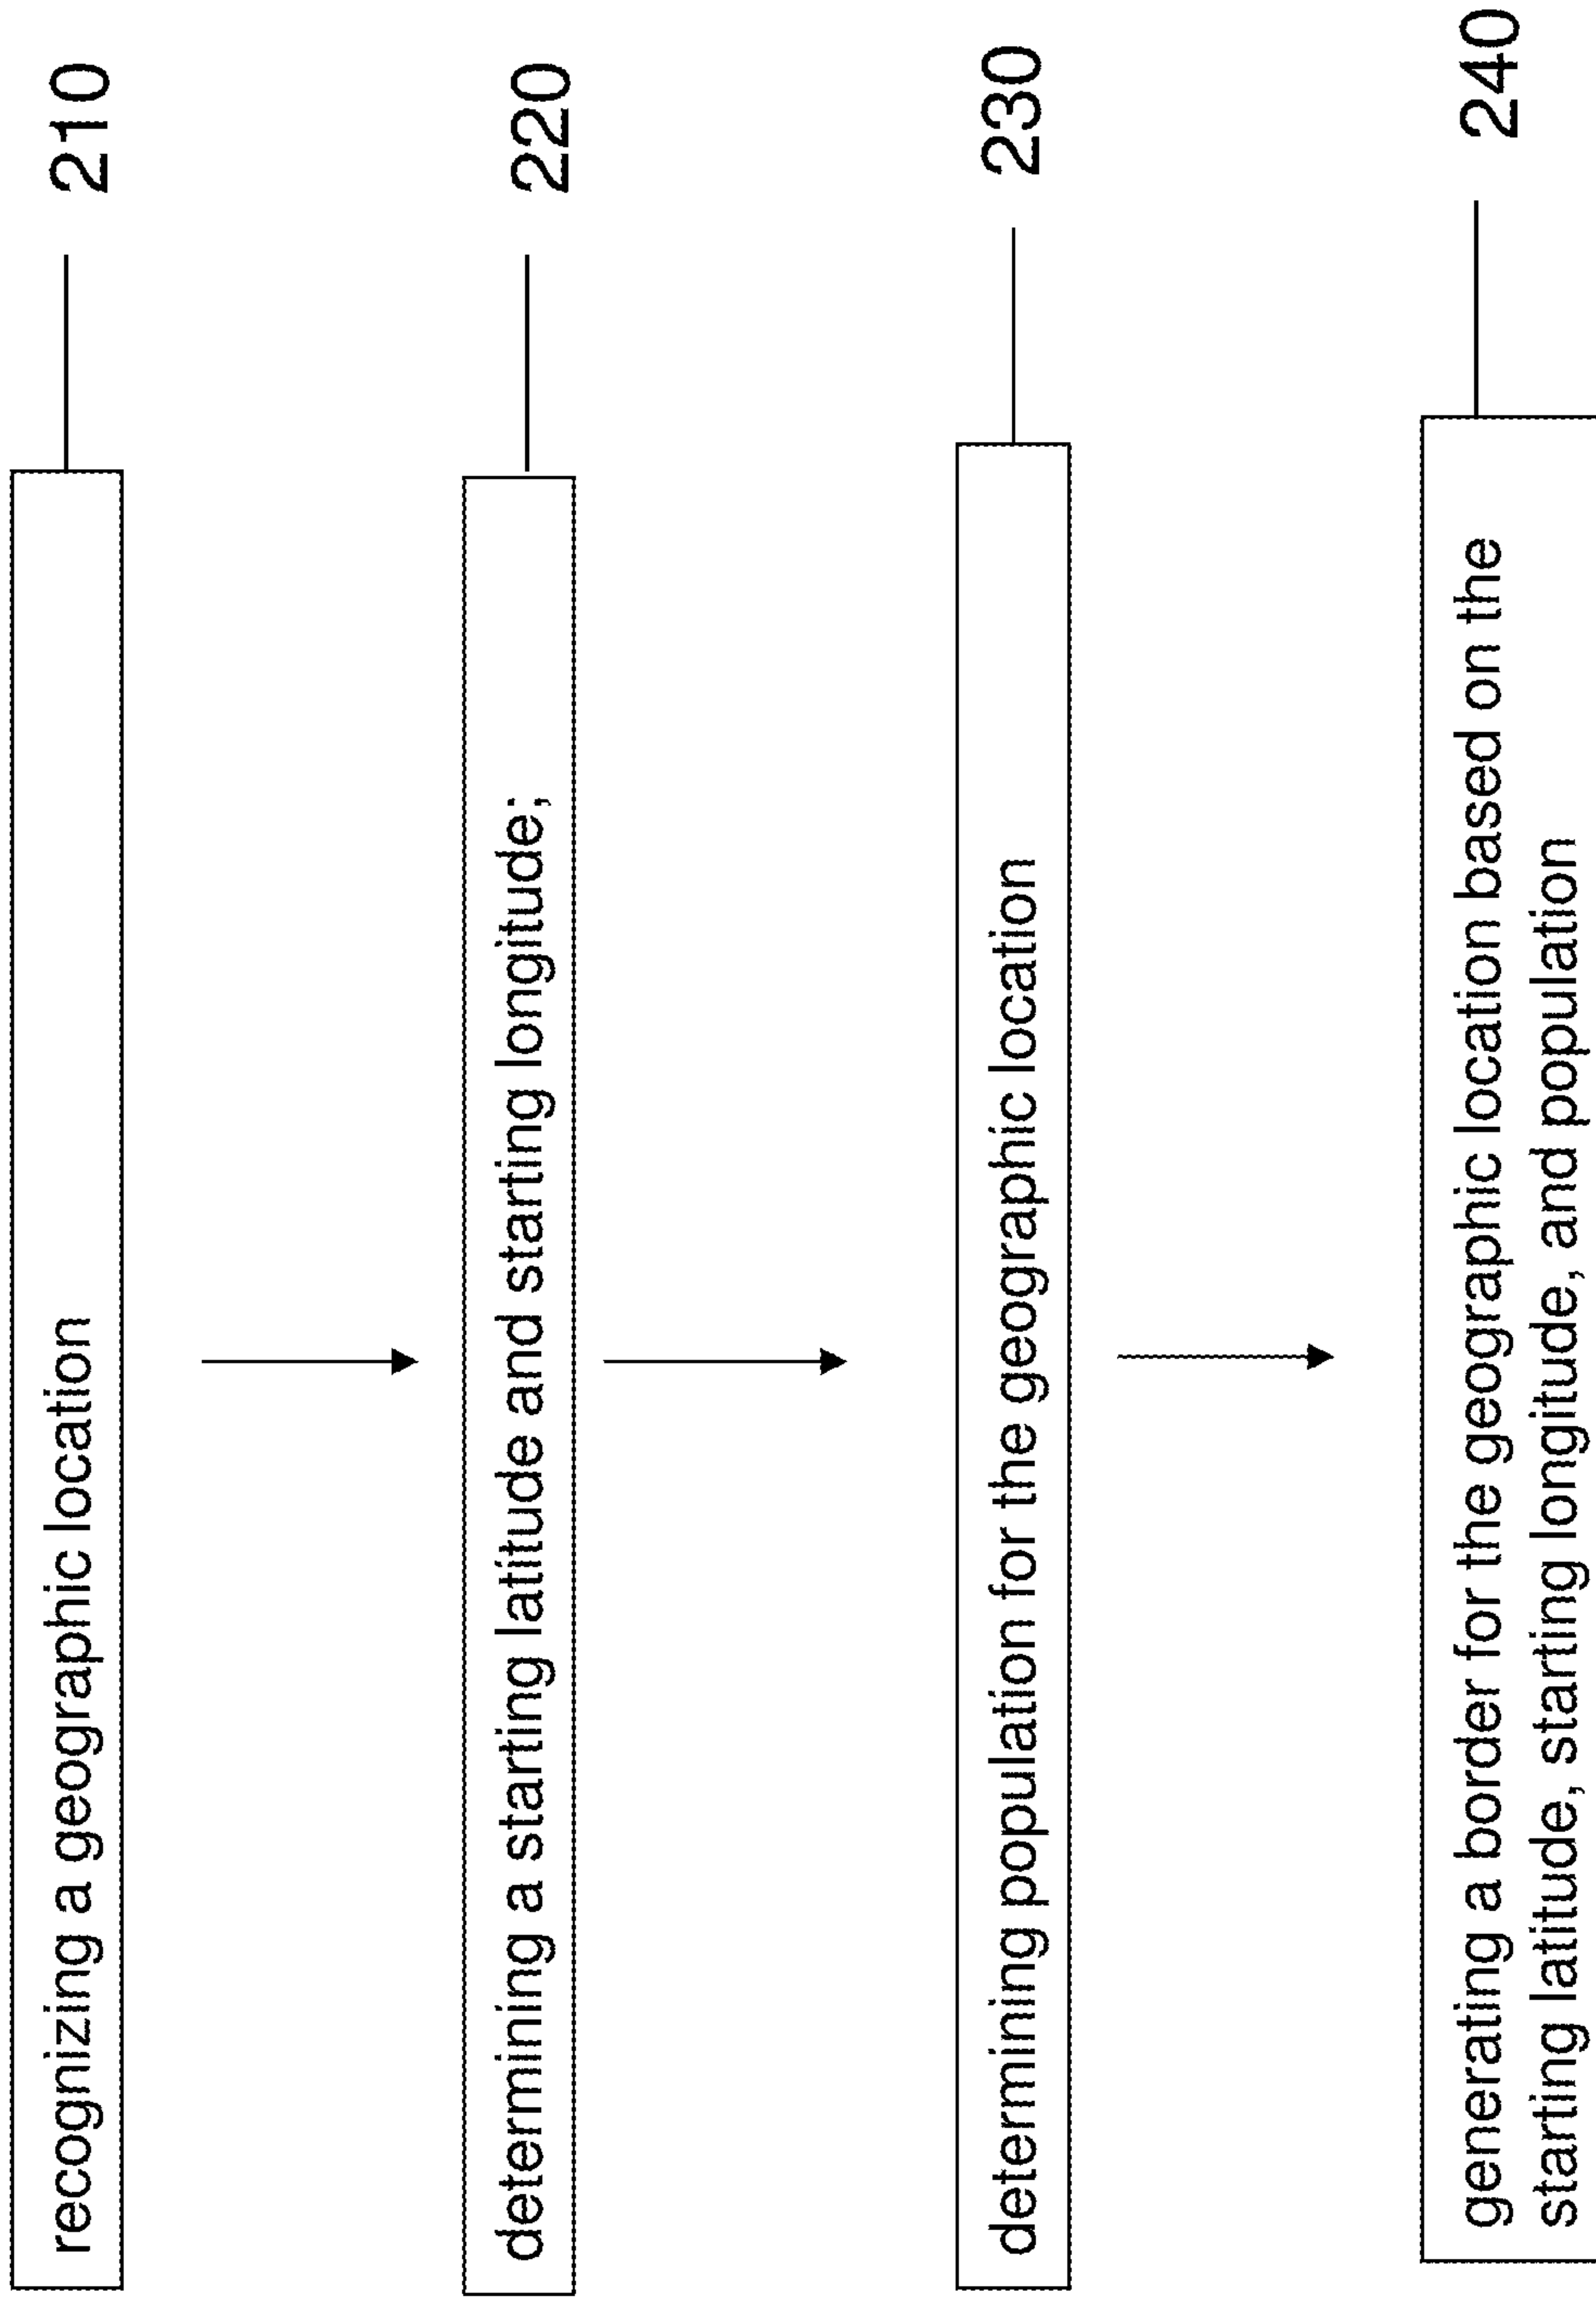 recognizing a geographic location
210
determining a starting latitude and starting longitude;
220
determining population for the geographic location
230
generating a border for the geographic location based on the
starting latitude, starting longitude, and population
240